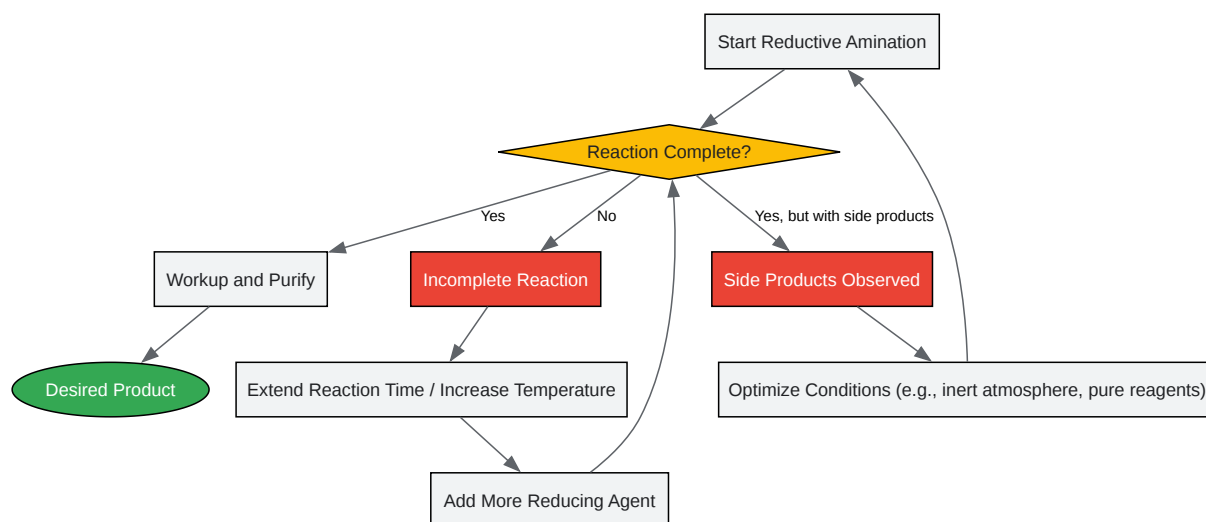 Start Reductive Amination
Reaction Complete?
Yes
No
Yes, but with side products
Workup and Purify
Incomplete Reaction
Side Products Observed
Desired Product
Extend Reaction Time / Increase Temperature
Optimize Conditions (e.g., inert atmosphere, pure reagents)
Add More Reducing Agent